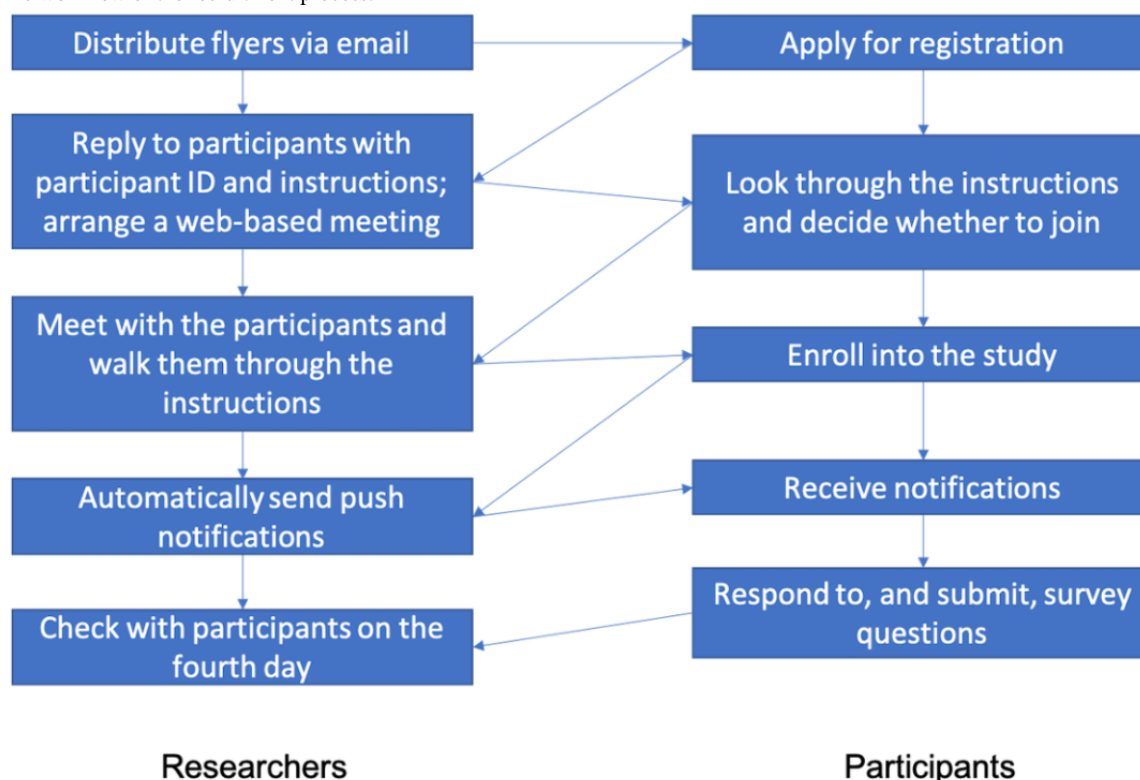 Distribute flyers via email
Apply for registration
Reply to participants with
participant ID and instructions;
arrange a web-based meeting
Look through the instructions
and decide whether to join
Meet with the participants and
walk them through the
instructions
Enroll into the study
Automatically send push
notifications
Receive notifications
Respond to, and submit, survey
questions
Check with participants on the
fourth day
Researchers
Participants